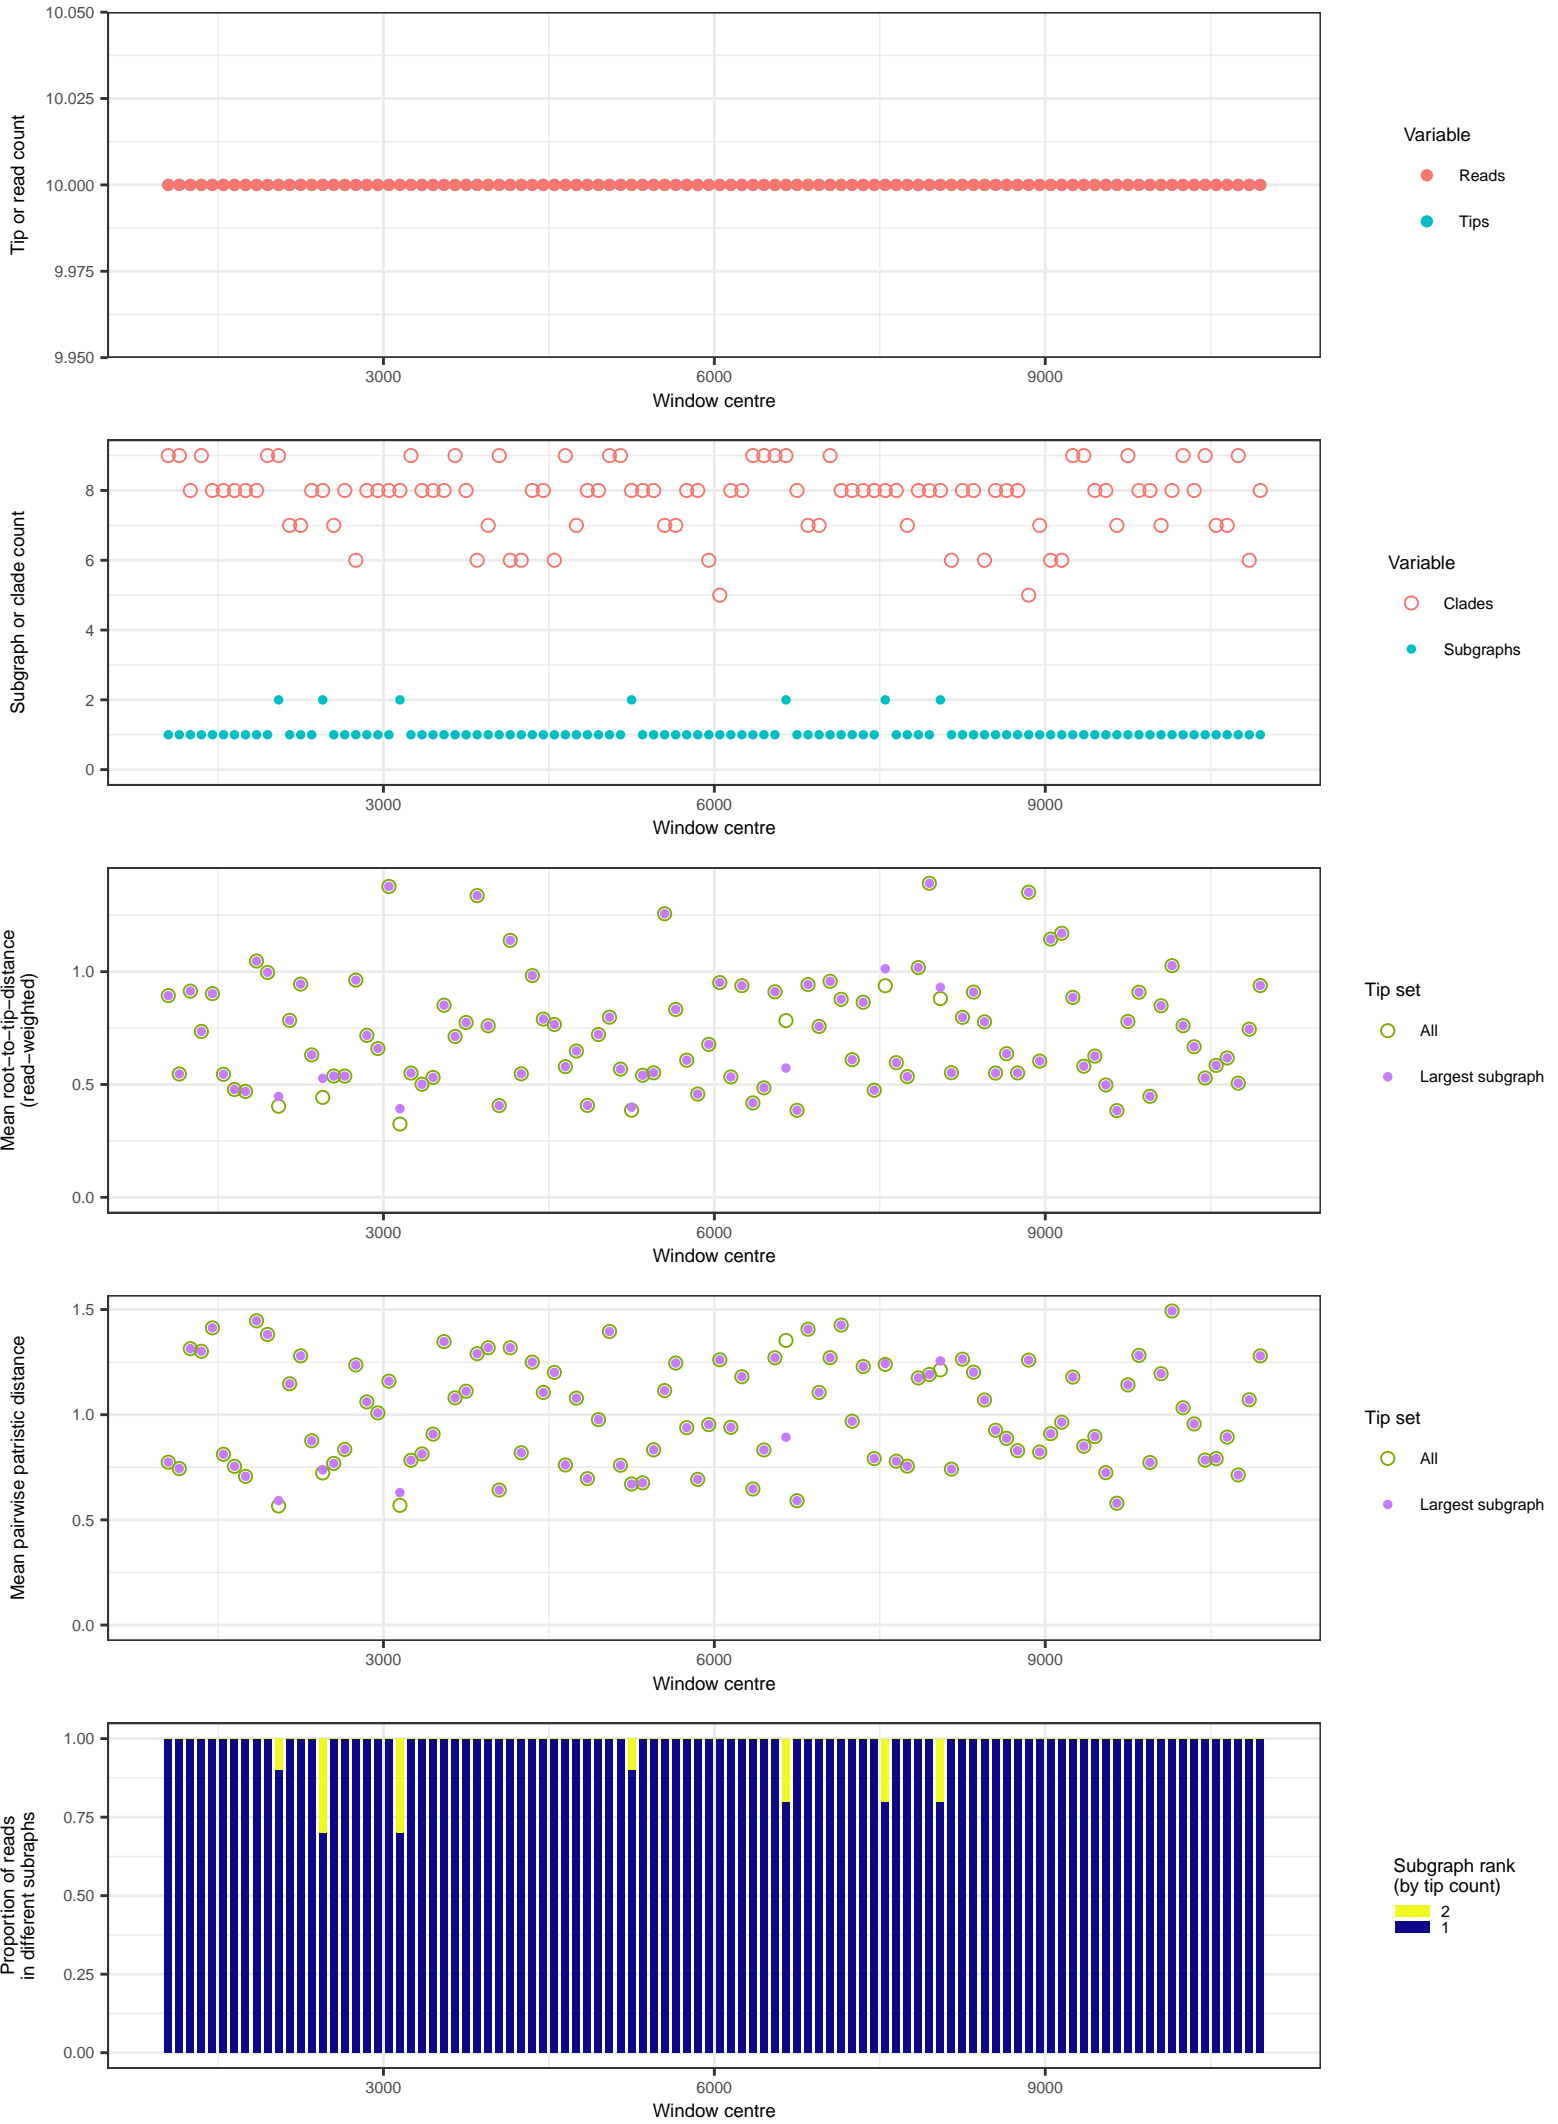 10.050
10.025
10.000
9.975
9.950
Tip or read count
3000
6000
9000
Window centre
Variable
Reads
Tips
8
6
4
2
0
Subgraph or clade count
3000
6000
9000
Window centre
Variable
Clades
Subgraphs
1.0
0.5
0.0
Mean root−to−tip−distance
(read−weighted)
3000
6000
9000
Window centre
Tip set
All
Largest subgraph
1.5
1.0
0.5
0.0
Mean pairwise patristic distance
3000
6000
9000
Window centre
Tip set
All
Largest subgraph
1.00
0.75
0.50
0.25
0.00
Proportion of reads
in different subraphs
3000
6000
9000
Window centre
Subgraph rank
(by tip count)
2
1